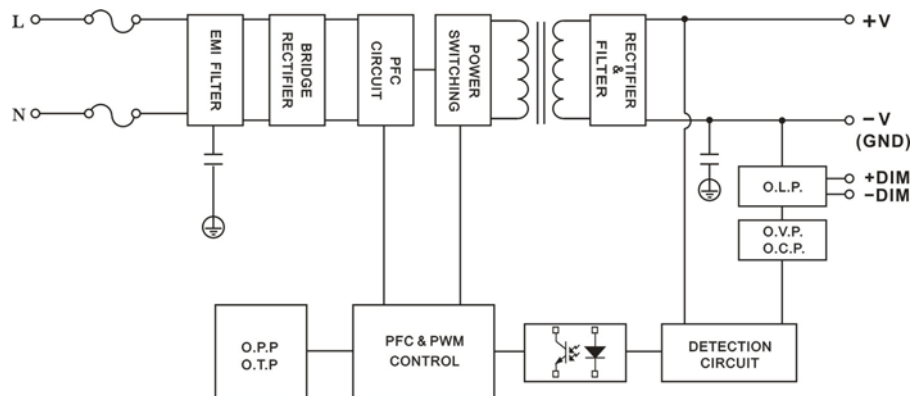 L
N
EMI FILTER
BRIDGE
RECTIFIER
PFC
CIRCUIT
POWER
SWITCHING
RECTIFIER
&
FILTER
+V
-V
(GND)
O.L.P.
+DIM
-DIM
O.V.P.
O.C.P.
O.P.P
O.T.P
PFC & PWM
CONTROL
DETECTION
CIRCUIT